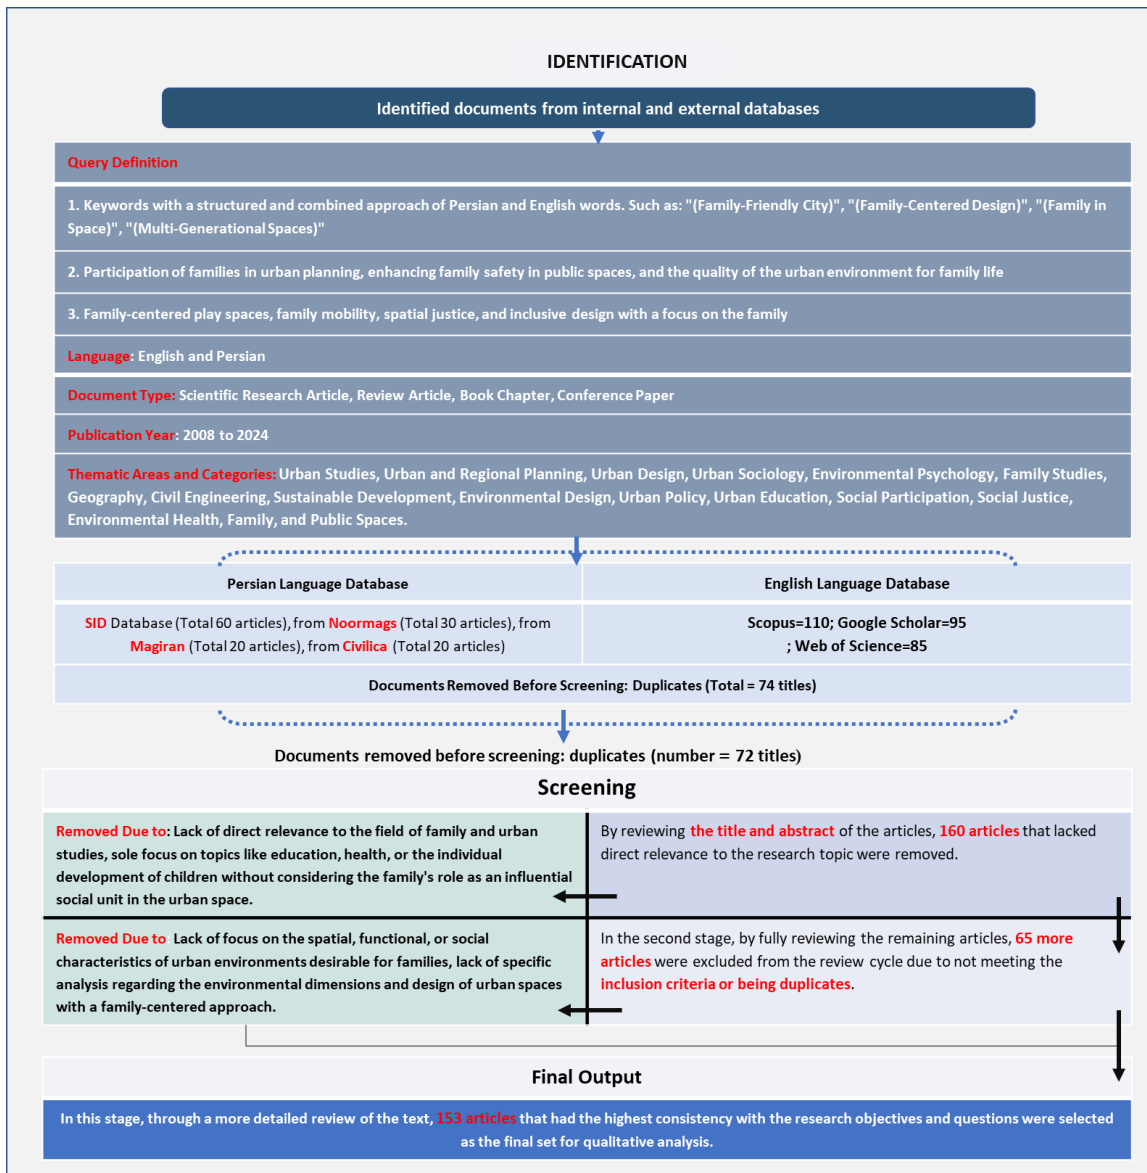 IDENTIFICATION
Identified documents from internal and external databases
Query Definition
1. Keywords with a structured and combined approach of Persian and English words. Such as: "(Family-Friendly City)", "(Family-Centered Design)", "(Family in
Space)", "(Multi-Generational Spaces)"
2. Participation of families in urban planning, enhancing family safety in public spaces, and the quality of the urban environment for family life
3. Family-centered play spaces, family mobility, spatial justice, and inclusive design with a focus on the family
Language: English and Persian
Document Type: Scientific Research Article, Review Article, Book Chapter, Conference Paper
Publication Year: 2008 to 2024
Thematic Areas and Categories: Urban Studies, Urban and Regional Planning, Urban Design, Urban Sociology, Environmental Psychology, Family Studies,
Geography, Civil Engineering, Sustainable Development, Environmental Design, Urban Policy, Urban Education, Social Participation, Social Justice,
Environmental Health, Family, and Public Spaces.
Persian Language Database
SID Database (Total 60 articles), from Noormags (Total 30 articles), from
Magiran (Total 20 articles), from Civilica (Total 20 articles)
English Language Database
Scopus=110; Google Scholar=95
; Web of Science=85
Documents Removed Before Screening: Duplicates (Total = 74 titles)
Documents removed before screening: duplicates (number = 72 titles)
Screening
Removed Due to: Lack of direct relevance to the field of family and urban
studies, sole focus on topics like education, health, or the individual
development of children without considering the family's role as an influential
social unit in the urban space.
By reviewing the title and abstract of the articles, 160 articles that lacked
direct relevance to the research topic were removed.
Removed Due to: Lack of focus on the spatial, functional, or social
characteristics of urban environments desirable for families, lack of specific
analysis regarding the environmental dimensions and design of urban spaces
with a family-centered approach.
In the second stage, by fully reviewing the remaining articles, 65 more
articles were excluded from the review cycle due to not meeting the
inclusion criteria or being duplicates.
Final Output
In this stage, through a more detailed review of the text, 153 articles that had the highest consistency with the research objectives and questions were selected
as the final set for qualitative analysis.